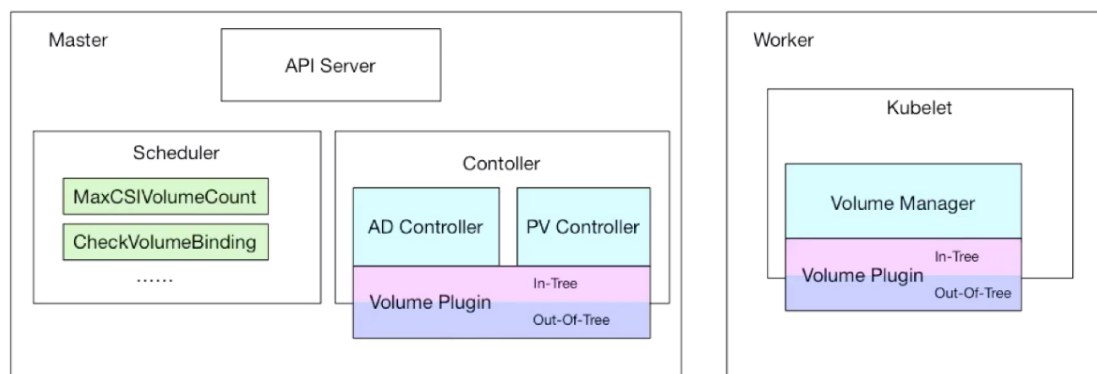 Master
API Server
Scheduler
MaxCSIVolumeCount
CheckVolumeBinding
......
Contoller
AD Controller
PV Controller
Volume Plugin
In-Tree
Out-Of-Tree
Worker
Kubelet
Volume Manager
Volume Plugin
In-Tree
Out-Of-Tree